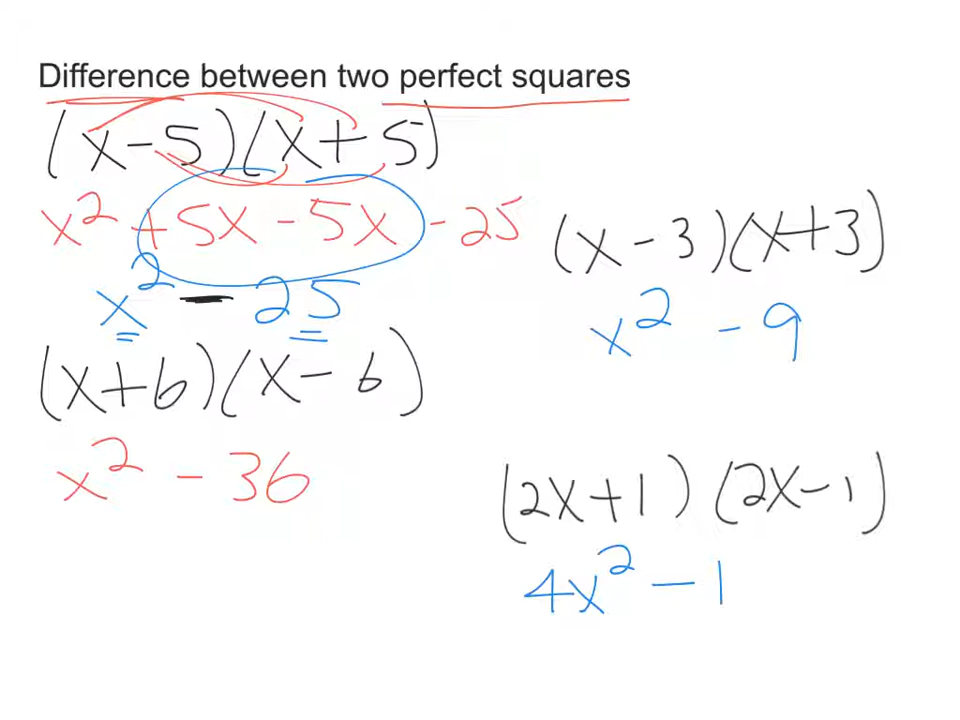 Difference between two perfect squares
(x-5)(x+5)
x² +5x -5x -25
x² - 25
(x+6)(x-6)
x² - 36
(x-3)(x+3)
x² - 9
(2x+1)(2x-1)
4x² - 1